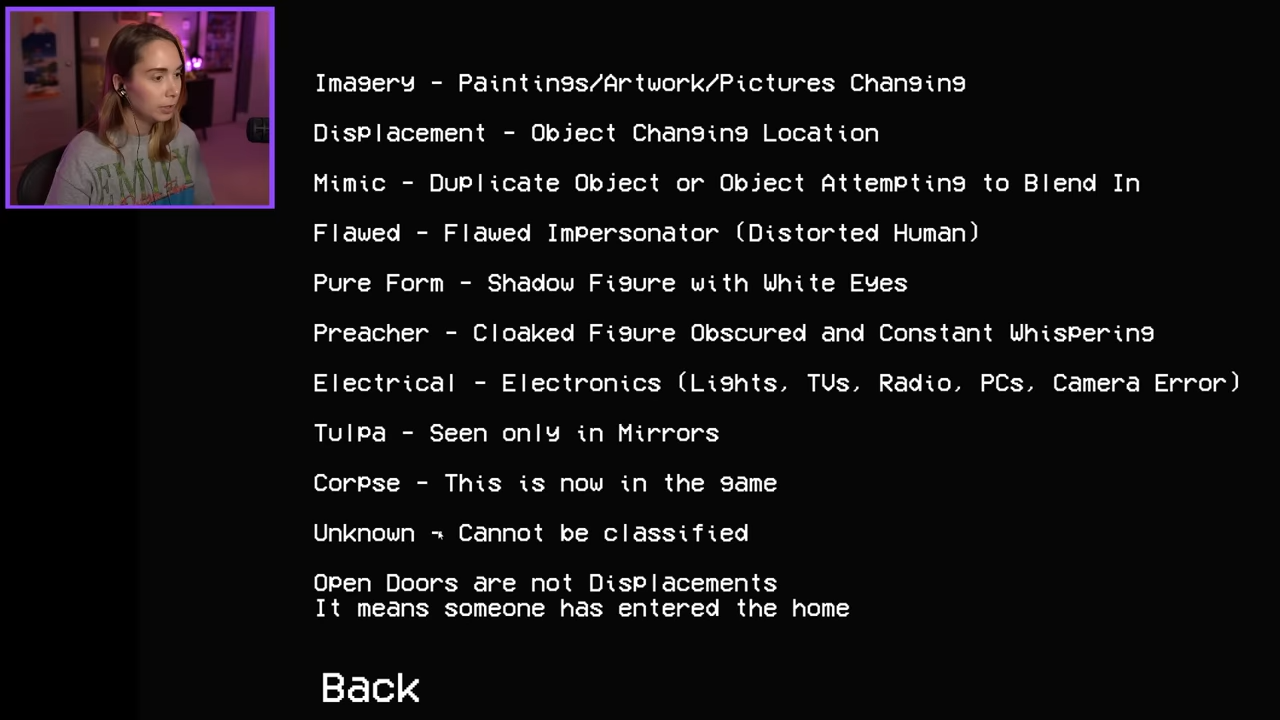 Imagery - Paintings/Artwork/Pictures Changing
Displacement - Object Changing Location
Mimic - Duplicate Object or Object Attempting to Blend In
Flawed - Flawed Impersonator (Distorted Human)
Pure Form - Shadow Figure with White Eyes
Preacher - Cloaked Figure Obscured and Constant Whispering
Electrical - Electronics (Lights, TVs, Radio, PCs, Camera Error)
Tulpa - Seen only in Mirrors
Corpse - This is now in the game
Unknown - Cannot be classified
Open Doors are not Displacements
It means someone has entered the home
Back